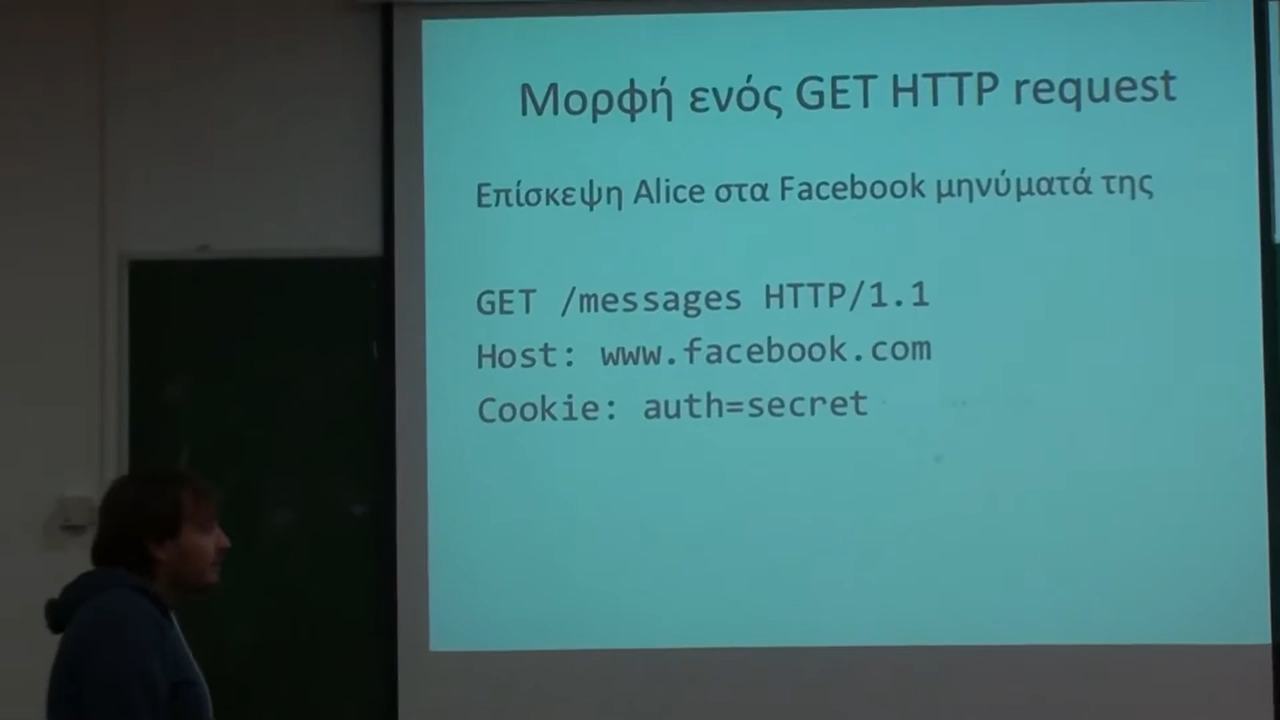 Μορφή ενός GET HTTP request
Επίσκεψη Alice στα Facebook μηνύματά της
GET /messages HTTP/1.1
Host: www.facebook.com
Cookie: auth=secret